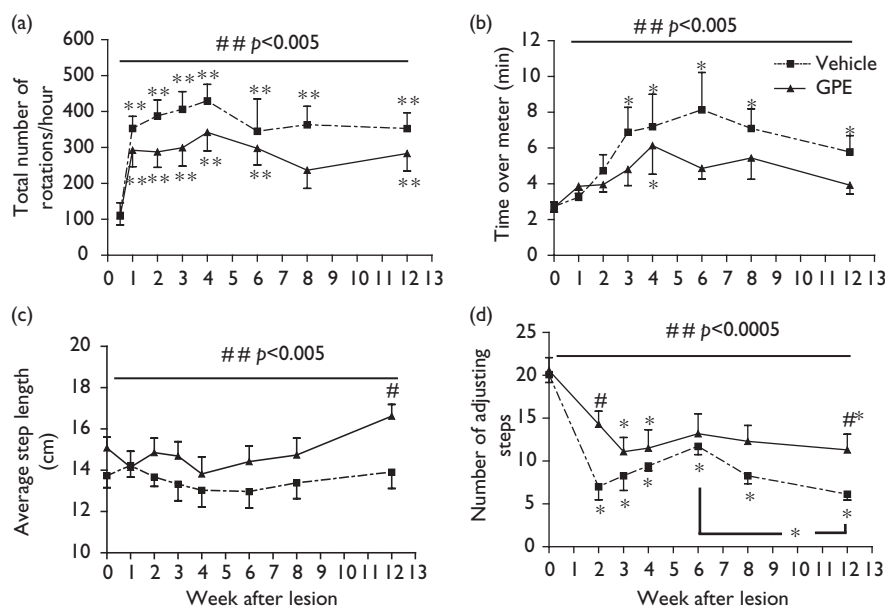 (a)
## p<0.005
Total number of
rotations/hour
600
500
400
300
200
100
0
** ** ** ** ** ** **
** ** ** ** ** **
0 1 2 3 4 5 6 7 8 9 10 11 12 13
(b)
## p<0.005
Vehicle
GPE
Time over meter (min)
12
10
8
6
4
2
0
* * * * *
*
0 1 2 3 4 5 6 7 8 9 10 11 12 13
(c)
## p<0.005
#
Average step length
(cm)
20
18
16
14
12
10
0 1 2 3 4 5 6 7 8 9 10 11 12 13
Week after lesion
(d)
## p<0.0005
Number of adjusting
steps
25
20
15
10
5
0
# * * #*
* * * * * *
*
0 1 2 3 4 5 6 7 8 9 10 11 12 13
Week after lesion